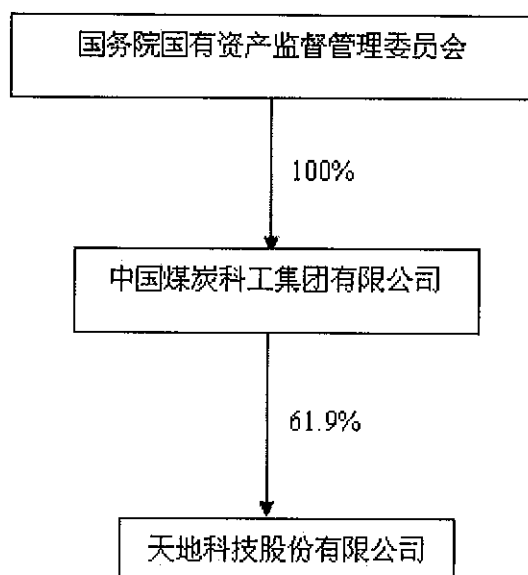 国务院国有资产监督管理委员会
100%
中国煤炭科工集团有限公司
61.9%
天地科技股份有限公司